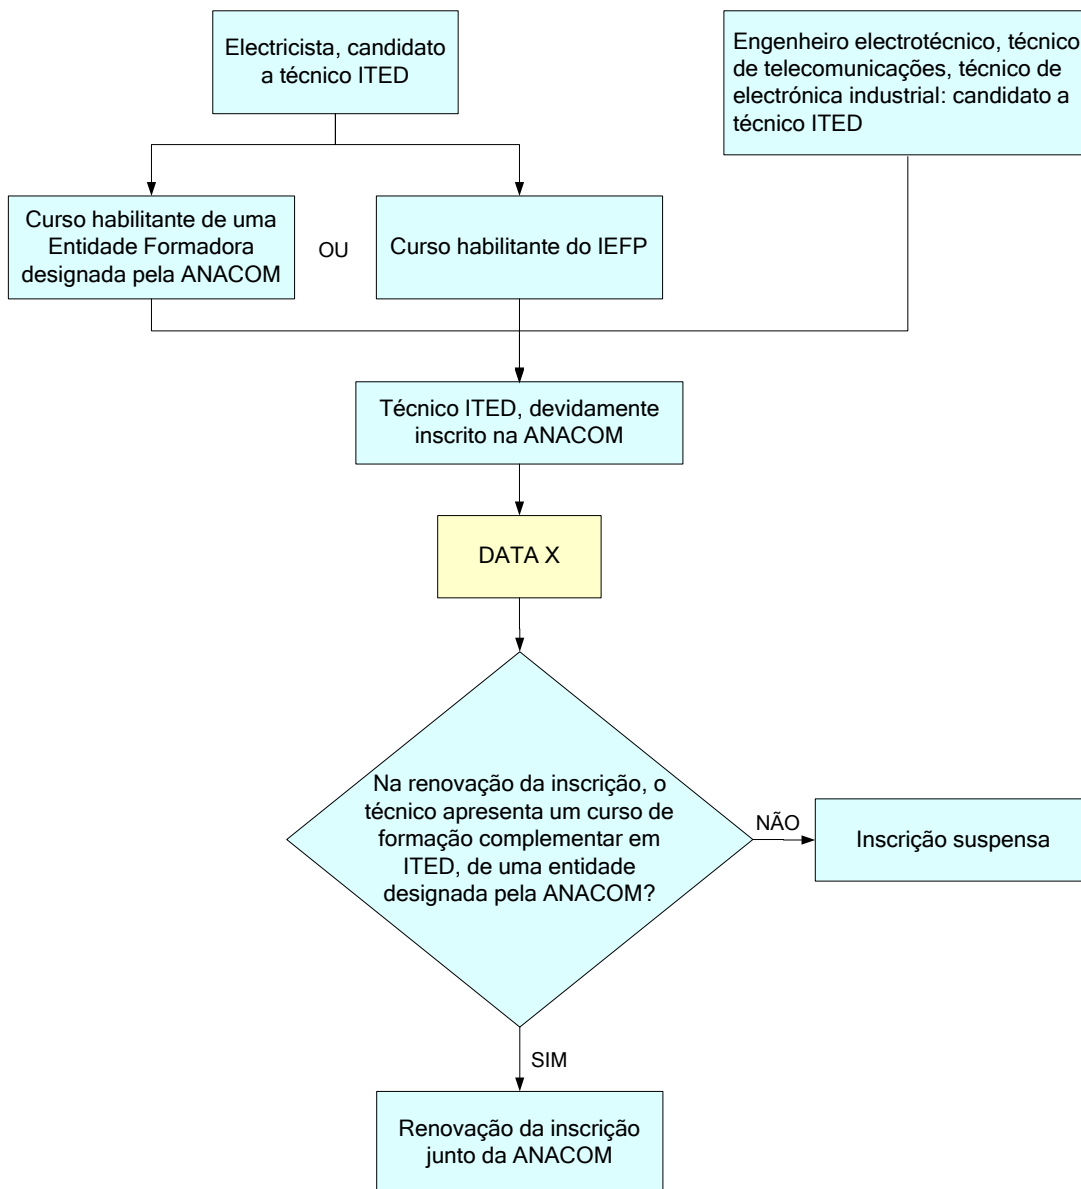 Electricista, candidato
a técnico ITED
Engenheiro electrotécnico, técnico
de telecomunicações, técnico de
electrónica industrial: candidato a
técnico ITED
Curso habilitante de uma
Entidade Formadora
designada pela ANACOM
OU
Curso habilitante do IEFP
Técnico ITED, devidamente
inscrito na ANACOM
DATA X
Na renovação da inscrição, o
técnico apresenta um curso de
formação complementar em
ITED, de uma entidade
designada pela ANACOM?
NÃO
Inscrição suspensa
SIM
Renovação da inscrição
junto da ANACOM